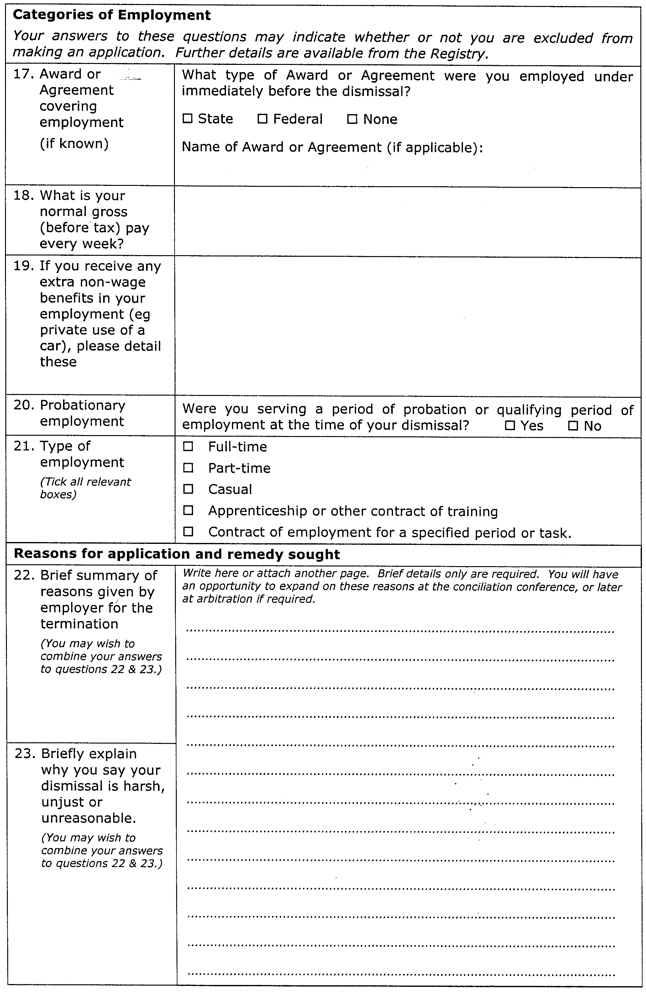 Categories of Employment
Your answers to these questions may indicate whether or not you are excluded from
making an application. Further details are available from the Registry.
17. Award or
Agreement
covering
employment
(if known)
What type of Award or Agreement were you employed under
immediately before the dismissal?
☐ State ☐ Federal ☐ None
Name of Award or Agreement (if applicable):
18. What is your
normal gross
(before tax) pay
every week?
19. If you receive any
extra non-wage
benefits in your
employment (eg
private use of a
car), please detail
these
20. Probationary
employment
Were you serving a period of probation or qualifying period of
employment at the time of your dismissal? ☐ Yes ☐ No
21. Type of
employment
(Tick all relevant
boxes)
☐ Full-time
☐ Part-time
☐ Casual
☐ Apprenticeship or other contract of training
☐ Contract of employment for a specified period or task.
Reasons for application and remedy sought
22. Brief summary of
reasons given by
employer for the
termination
(You may wish to
combine your answers
to questions 22 & 23.)
Write here or attach another page. Brief details only are required. You will have
an opportunity to expand on these reasons at the conciliation conference, or later
at arbitration if required.
23. Briefly explain
why you say your
dismissal is harsh,
unjust or
unreasonable.
(You may wish to
combine your answers
to questions 22 & 23.)